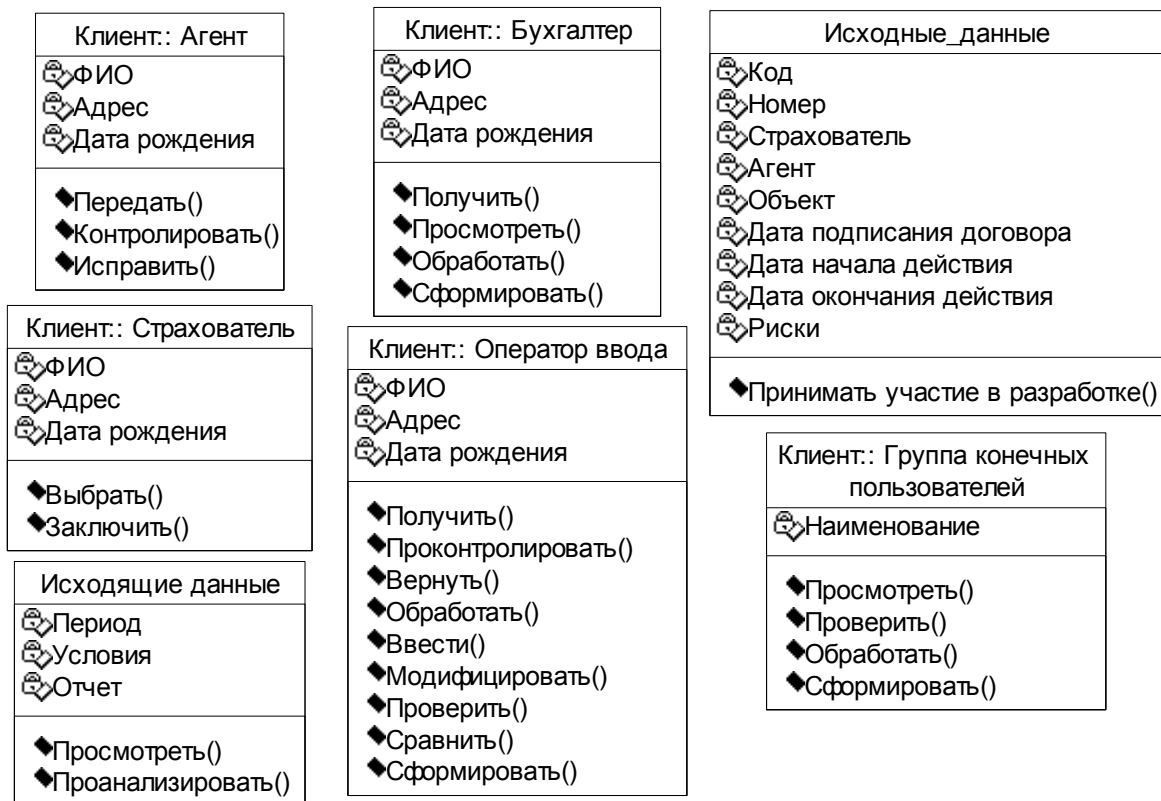 Клиент:: Агент
ФИО
Адрес
Дата рождения
Передать()
Контролировать()
Исправить()
Клиент:: Бухгалтер
ФИО
Адрес
Дата рождения
Получить()
Просмотреть()
Обработать()
Сформировать()
Исходные_данные
Код
Номер
Страхователь
Агент
Объект
Дата подписания договора
Дата начала действия
Дата окончания действия
Риски
Принимать участие в разработке()
Клиент:: Страхователь
ФИО
Адрес
Дата рождения
Выбрать()
Заключить()
Клиент:: Оператор ввода
ФИО
Адрес
Дата рождения
Получить()
Проконтролировать()
Вернуть()
Обработать()
Ввести()
Модифицировать()
Проверить()
Сравнить()
Сформировать()
Клиент:: Группа конечных
пользователей
Наименование
Просмотреть()
Проверить()
Обработать()
Сформировать()
Исходящие данные
Период
Условия
Отчет
Просмотреть()
Проанализировать()